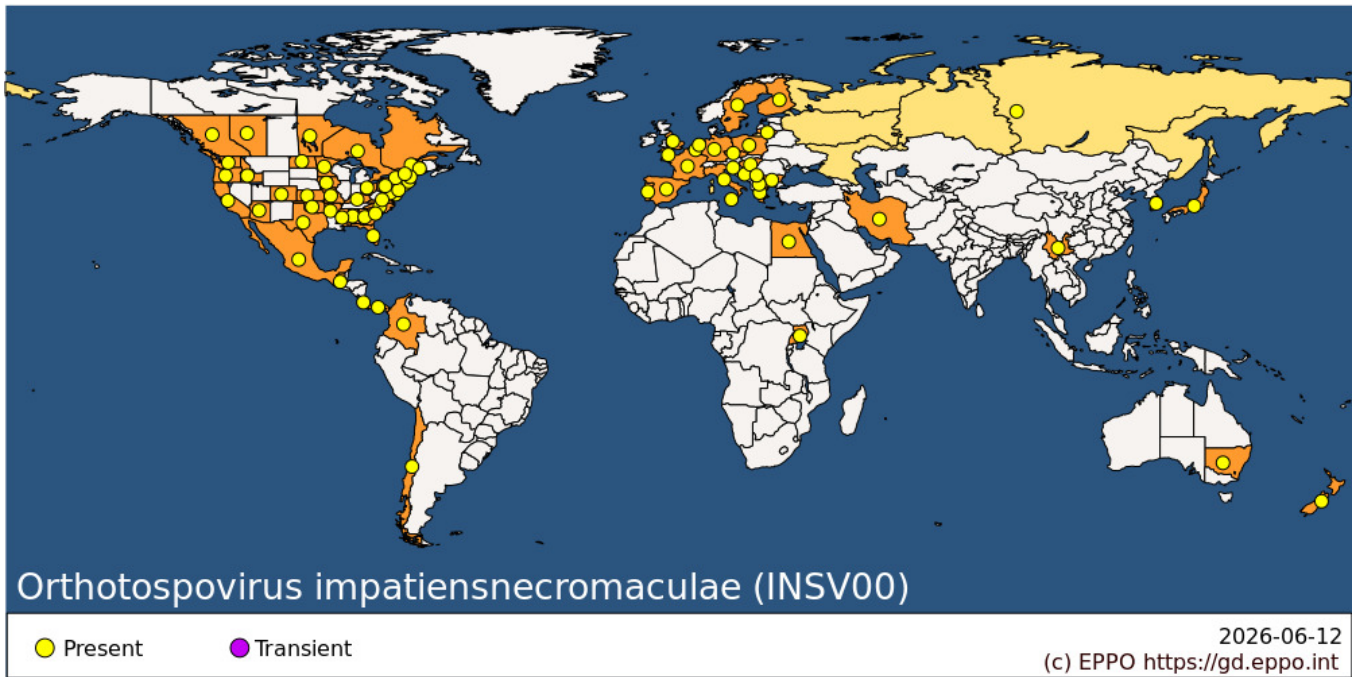 Orthotospovirus impatiensnecromaculae (INSV00)
Present
Transient
2026-06-12
(c) EPPO https://gd.eppo.int